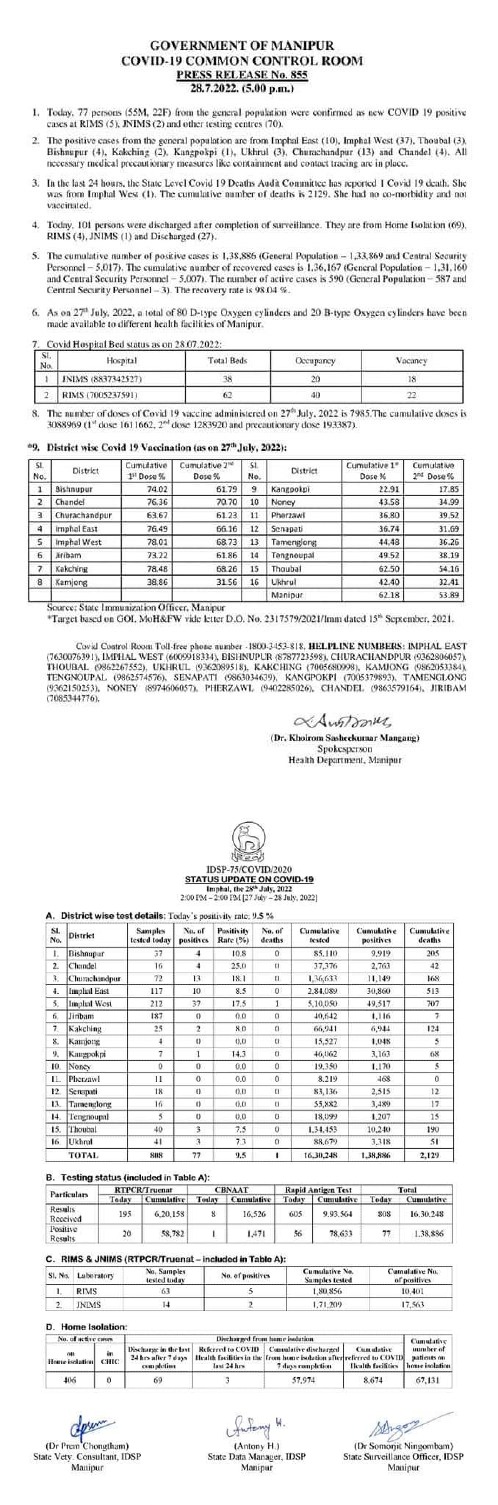 GOVERNMENT OF MANIPUR
COVID-19 COMMON CONTROL ROOM
PRESS RELEASE No. 855
28.7.2022. (5.00 p.m.)
1. Today, 77 persons (55M, 22F) from the general population were confirmed as new COVID 19 positive
cases at RIMS (5), JNIMS (2) and other testing centres (70).
2. The positive cases from the general population are from Imphal East (10), Imphal West (37), Thoubal (3),
Bishnupur (4), Kakching (2), Kangpokpi (1), Ukhrul (3), Churachandpur (13) and Chandel (4). All
necessary medical precautionary measures like containment and contact tracing are in place.
3. In the last 24 hours, the State Level Covid 19 Deaths Audit Committee has reported 1 Covid 19 death. She
was from Imphal West (1). The cumulative number of deaths is 2129. She had no co-morbidity and not
vaccinated.
4. Today, 101 persons were discharged after completion of surveillance. They are from Home Isolation (69),
RIMS (4), JNIMS (1) and Discharged (27).
5. The cumulative number of positive cases is 1,38,886 (General Population – 1,33,869 and Central Security
Personnel – 5,017). The cumulative number of recovered cases is 1,36,167 (General Population – 1,31,160
and Central Security Personnel – 5,007). The number of active cases is 590 (General Population – 587 and
Central Security Personnel – 3). The recovery rate is 98.04 %.
6. As on 27th July, 2022, a total of 80 D-type Oxygen cylinders and 20 B-type Oxygen cylinders have been
made available to different health facilities of Manipur.
7. Covid Hospital Bed status as on 28.07.2022:
Sl. No. Hospital Total Beds Occupancy Vacancy
1 JNIMS (8837342527) 38 20 18
2 RIMS (7005237591) 62 40 22
8. The number of doses of Covid 19 vaccine administered on 27th July, 2022 is 7985.The cumulative doses is
3088969 (1st dose 1611662, 2nd dose 1283920 and precautionary dose 193387).
*9. District wise Covid 19 Vaccination (as on 27th July, 2022):
Sl. No. District Cumulative 1st Dose % Cumulative 2nd Dose % Sl. No. District Cumulative 1st Dose % Cumulative 2nd Dose %
1 Bishnupur 74.02 61.79 9 Kangpokpi 22.91 17.85
2 Chandel 76.36 70.70 10 Noney 43.58 34.99
3 Churachandpur 63.67 61.23 11 Pherzawl 36.80 39.52
4 Imphal East 76.49 66.16 12 Senapati 36.74 31.69
5 Imphal West 78.01 68.73 13 Tamenglong 44.48 36.26
6 Jiribam 73.22 61.86 14 Tengnoupal 49.52 38.19
7 Kakching 78.48 68.26 15 Thoubal 62.50 54.16
8 Kamjong 38.86 31.56 16 Ukhrul 42.40 32.41
Manipur 62.18 53.89
Source: State Immunization Officer, Manipur
*Target based on GOI, MoH&FW vide letter D.O. No. 2317579/2021/Imm dated 15th September, 2021.
Covid Control Room Toll-free phone number -1800-3453-818, HELPLINE NUMBERS: IMPHAL EAST
(7630076391), IMPHAL WEST (6009918334), BISHNUPUR (8787723598), CHURACHANDPUR (9362806057),
THOUBAL (9862267552), UKHRUL (9362089518), KAKCHING (7005680998), KAMJONG (9862053384),
TENGNOUPAL (9862574576), SENAPATI (9863034639), KANGPOKPI (7005379893), TAMENGLONG
(9362150253), NONEY (8974606057), PHERZAWL (9402285026), CHANDEL (9863579164), JIRIBAM
(7085344776).
(Dr. Khoirom Sasheekumar Mangang)
Spokesperson
Health Department, Manipur
IDSP-75/COVID/2020
STATUS UPDATE ON COVID-19
Imphal, the 28th July, 2022
2:00 PM – 2:00 PM [27 July – 28 July, 2022]
A. District wise test details: Today's positivity rate: 9.5 %
Sl. No. District Samples tested today No. of positives Positivity Rate (%) No. of deaths Cumulative tested Cumulative positives Cumulative deaths
1. Bishnupur 37 4 10.8 0 85,110 9,919 205
2. Chandel 16 4 25.0 0 37,376 2,763 42
3. Churachandpur 72 13 18.1 0 1,36,633 11,149 168
4. Imphal East 117 10 8.5 0 2,84,089 30,860 513
5. Imphal West 212 37 17.5 1 5,10,050 49,517 707
6. Jiribam 187 0 0.0 0 40,642 1,116 7
7. Kakching 25 2 8.0 0 66,941 6,944 124
8. Kamjong 4 0 0.0 0 15,527 1,048 5
9. Kangpokpi 7 1 14.3 0 46,062 3,163 68
10. Noney 0 0 0.0 0 19,350 1,170 5
11. Pherzawl 11 0 0.0 0 8,219 468 0
12. Senapati 18 0 0.0 0 83,136 2,515 12
13. Tamenglong 16 0 0.0 0 55,882 3,489 17
14. Tengnoupal 5 0 0.0 0 18,099 1,207 15
15. Thoubal 40 3 7.5 0 1,34,453 10,240 190
16. Ukhrul 41 3 7.3 0 88,679 3,318 51
TOTAL 808 77 9.5 1 16,30,248 1,38,886 2,129
B. Testing status (included in Table A):
Particulars RTPCR/Truenat CBNAAT Rapid Antigen Test Total
Today Cumulative Today Cumulative Today Cumulative Today Cumulative
Results Received 195 6,20,158 8 16,526 605 9,93,564 808 16,30,248
Positive Results 20 58,782 1 1,471 56 78,633 77 1,38,886
C. RIMS & JNIMS (RTPCR/Truenat – included in Table A):
Sl. No. Laboratory No. Samples tested today No. of positives Cumulative No. Samples tested Cumulative No. of positives
1. RIMS 63 5 1,80,856 10,401
2. JNIMS 14 2 1,71,209 17,563
D. Home Isolation:
No. of active cases Discharged from home isolation Cumulative number of patients on home isolation
on Home isolation in CHIC Discharge in the last 24 hrs after 7 days completion Referred to COVID Health facilities in the last 24 hrs Cumulative discharged from home isolation after 7 days completion Cumulative referred to COVID Health facilities
406 0 69 3 57,974 8,674 67,131
Antony H.
(Dr Prem Chongtham) (Antony H.) (Dr Somorjit Ningombam)
State Vety. Consultant, IDSP State Data Manager, IDSP State Surveillance Officer, IDSP
Manipur Manipur Manipur